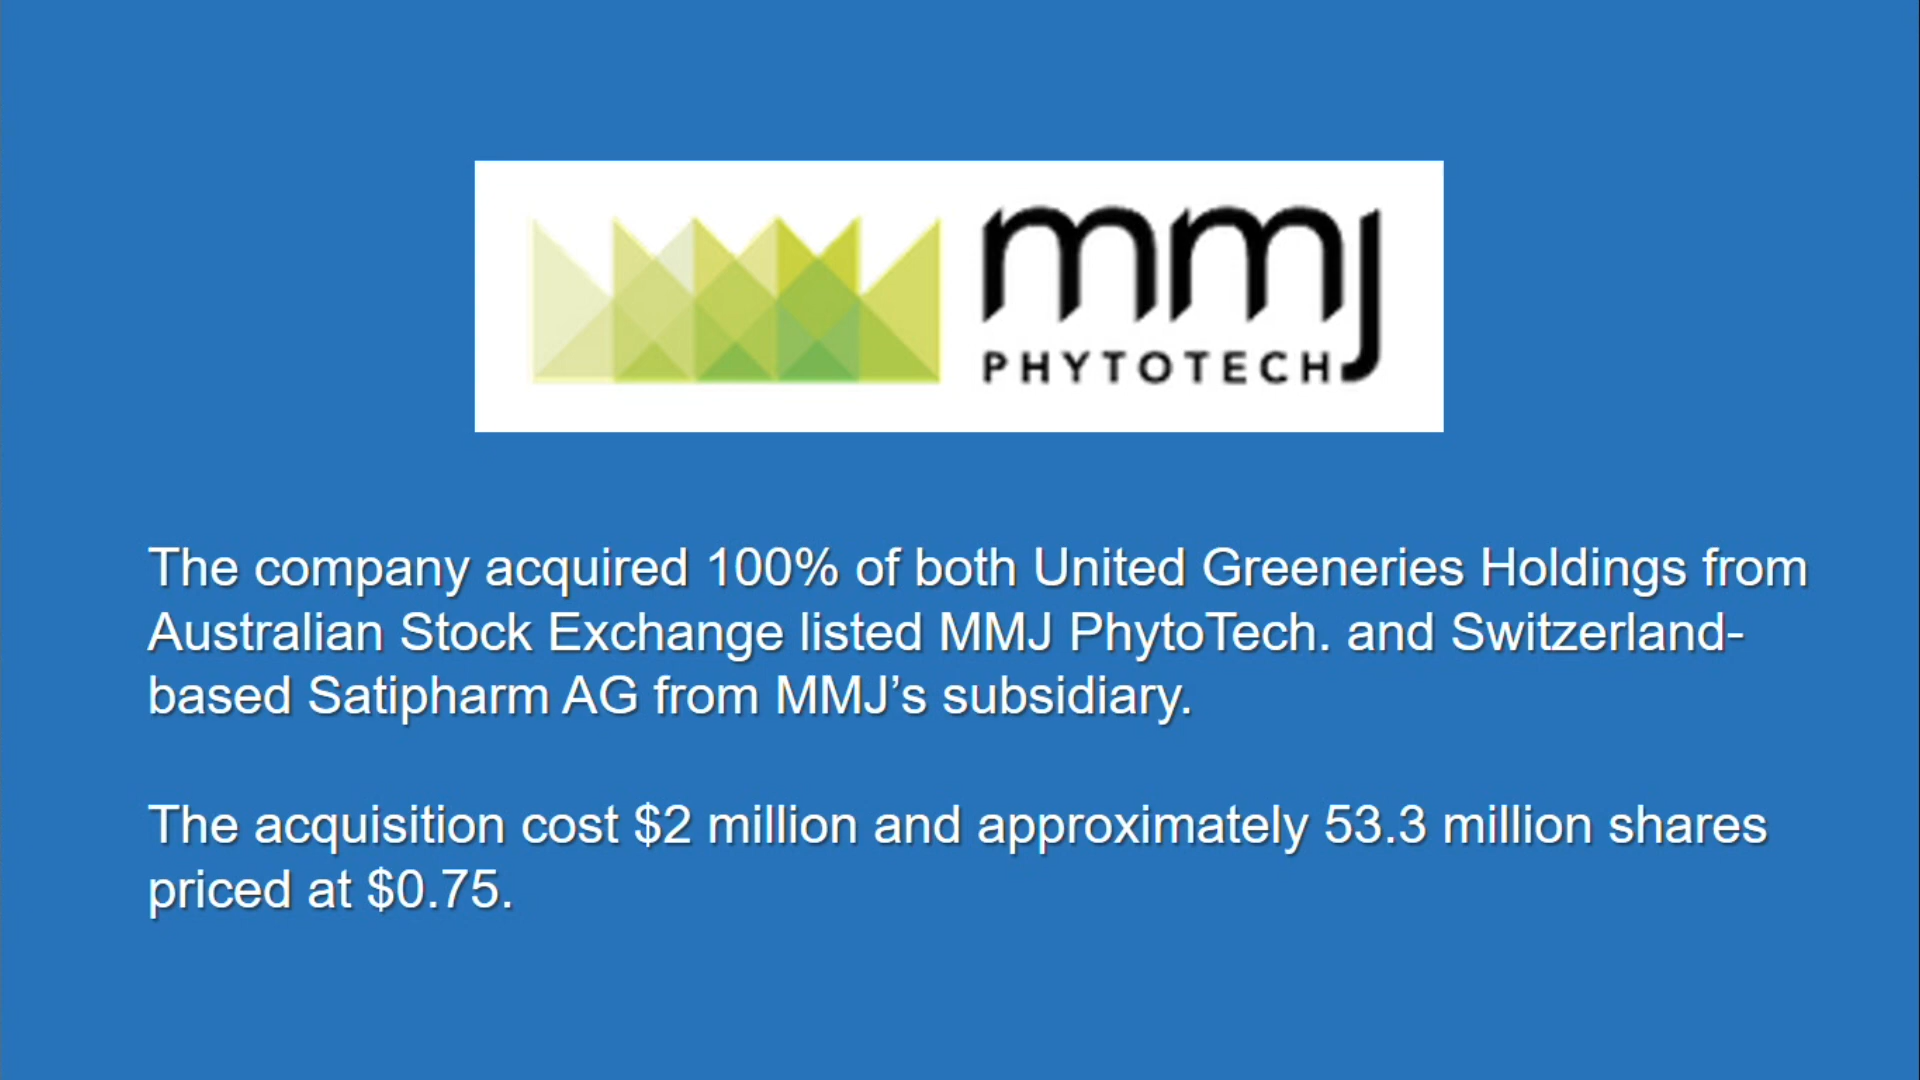 mmj
PHYTOTECH
The company acquired 100% of both United Greeneries Holdings from
Australian Stock Exchange listed MMJ PhytoTech. and Switzerland-
based Satipharm AG from MMJ’s subsidiary.
The acquisition cost $2 million and approximately 53.3 million shares
priced at $0.75.